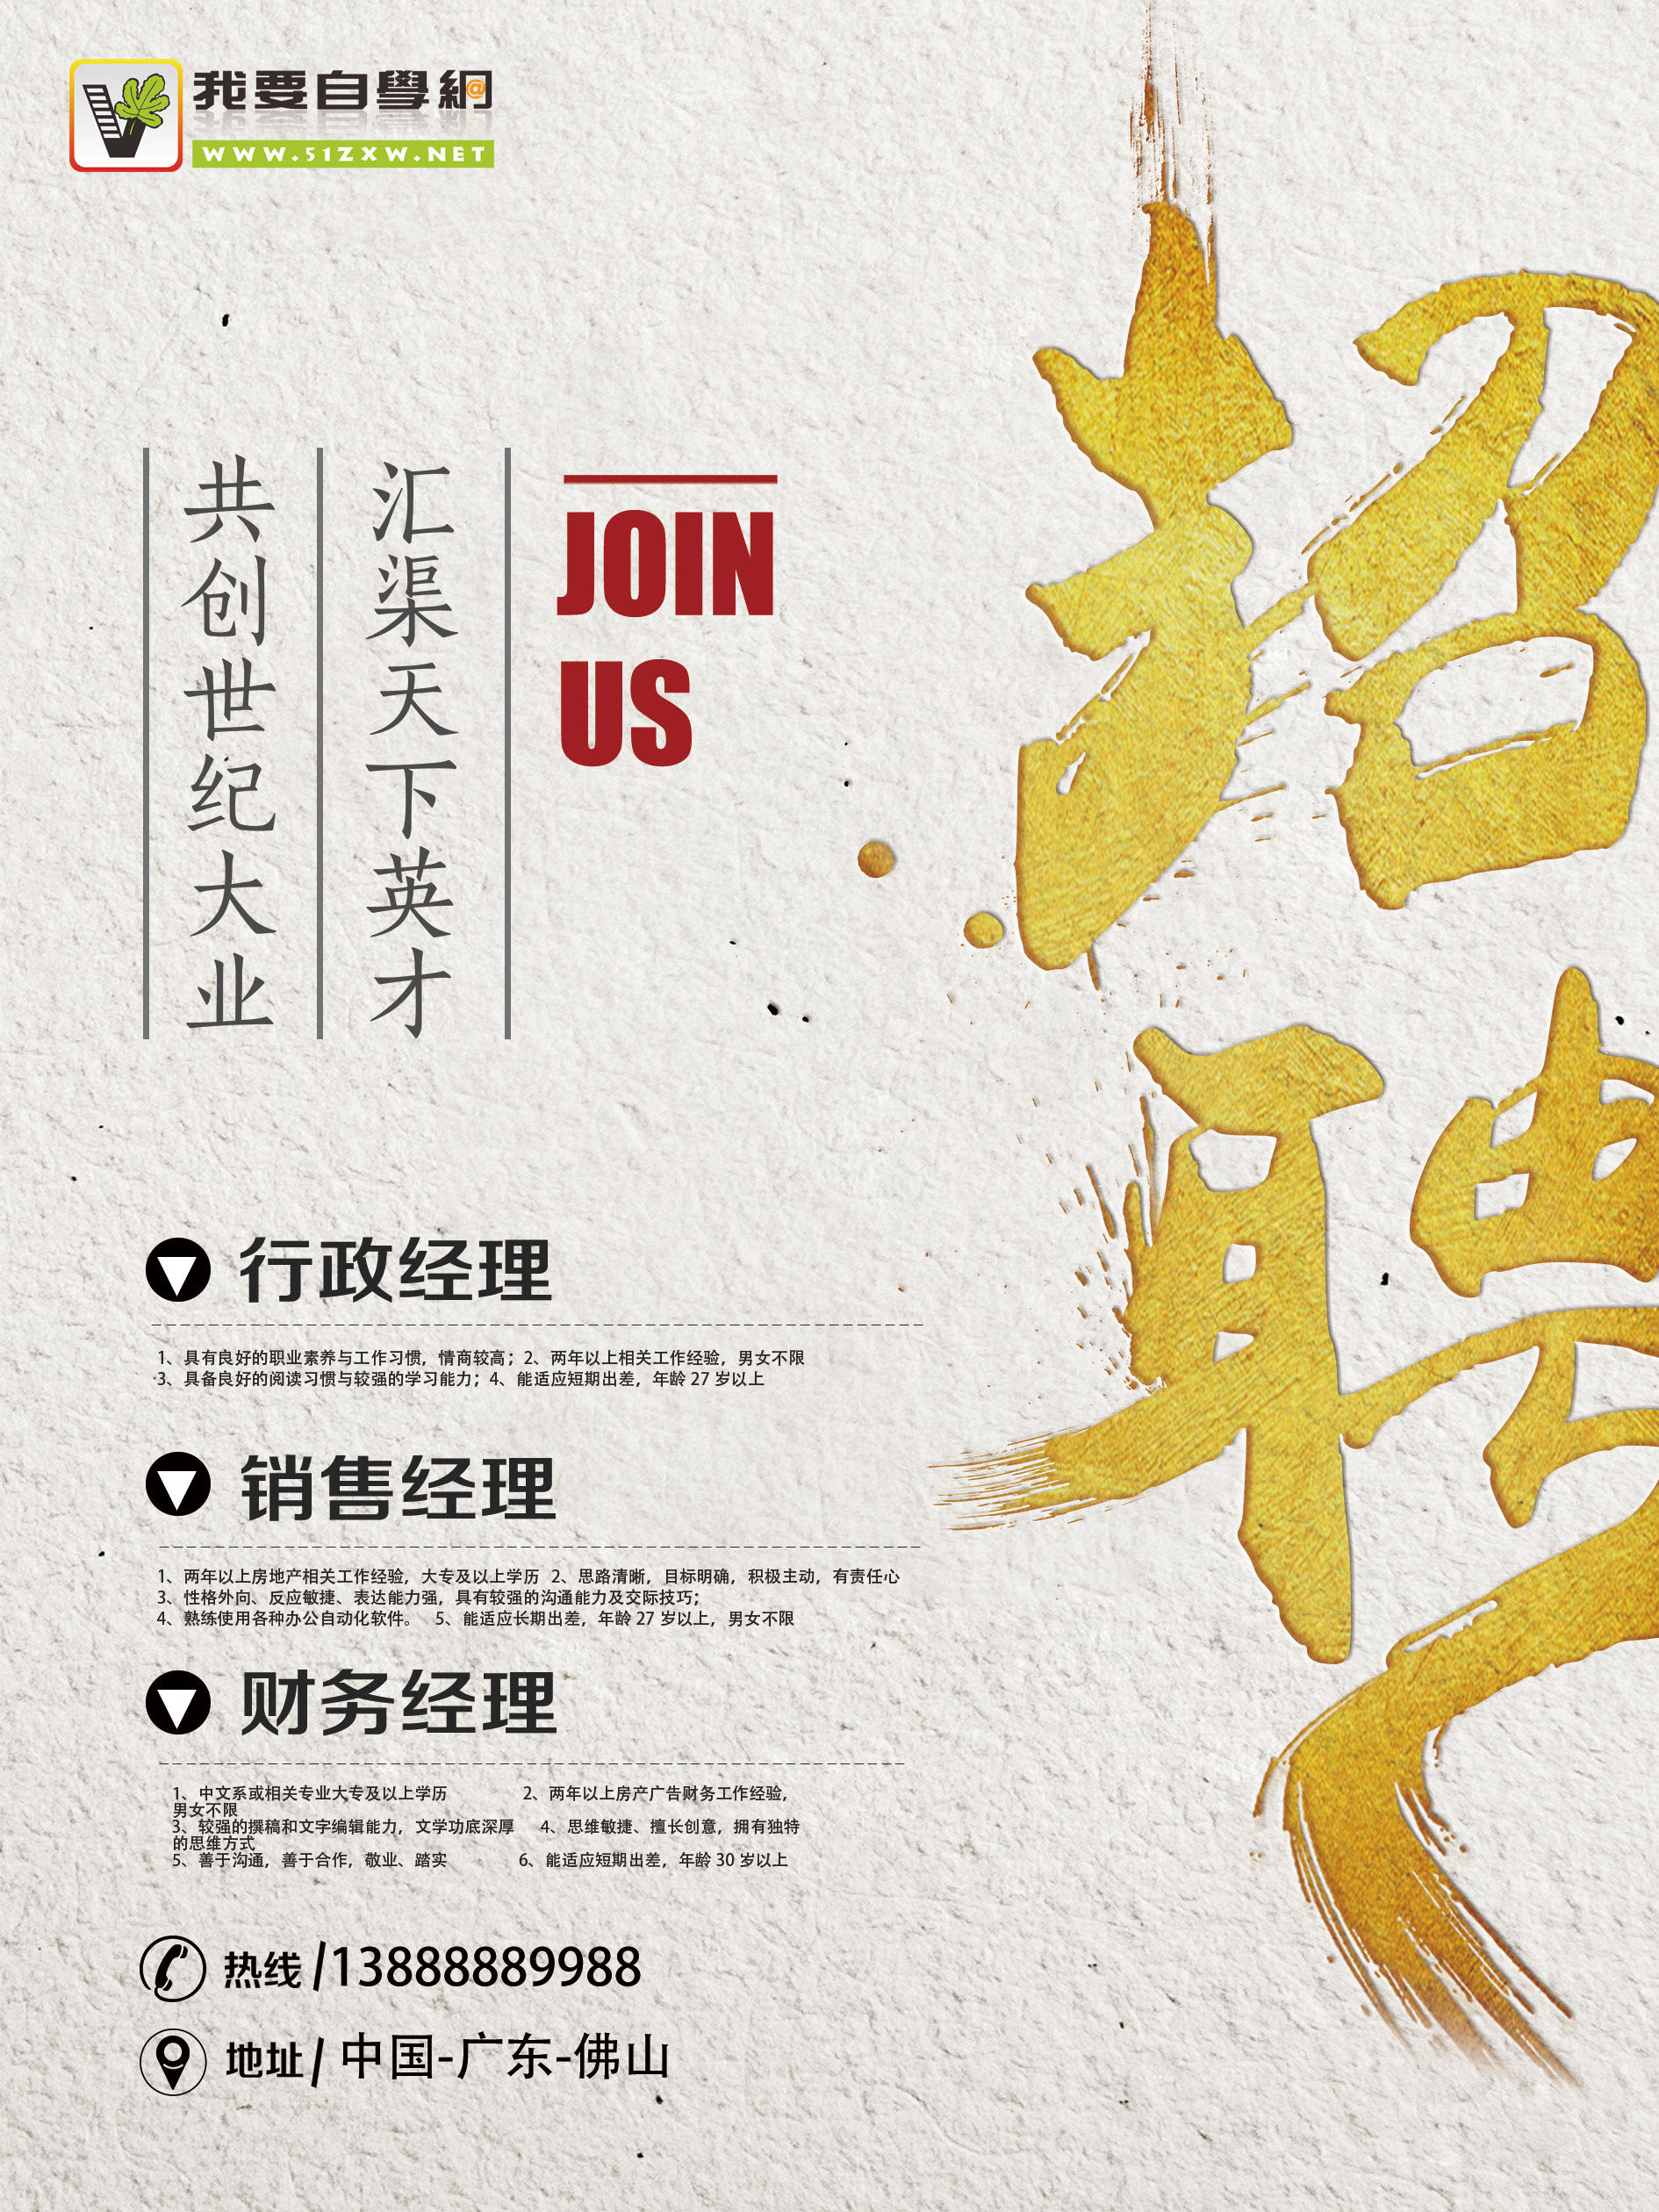 我要自學網
WWW.51ZXW.NET
招聘
JOIN
US
汇渠天下英才
共创世纪大业
行政经理
1、具有良好的职业素养与工作习惯，情商较高；2、两年以上相关工作经验，男女不限
3、具备良好的阅读习惯与较强的学习能力；4、能适应短期出差，年龄 27 岁以上
销售经理
1、两年以上房地产相关工作经验，大专及以上学历 2、思路清晰，目标明确，积极主动，有责任心
3、性格外向、反应敏捷、表达能力强，具有较强的沟通能力及交际技巧；
4、熟练使用各种办公自动化软件。 5、能适应长期出差，年龄 27 岁以上，男女不限
财务经理
1、中文系或相关专业大专及以上学历 2、两年以上房产广告财务工作经验，
男女不限
3、较强的撰稿和文字编辑能力，文学功底深厚 4、思维敏捷、擅长创意，拥有独特
的思维方式
5、善于沟通，善于合作，敬业、踏实 6、能适应短期出差，年龄 30 岁以上
热线/13888889988
地址/中国-广东-佛山